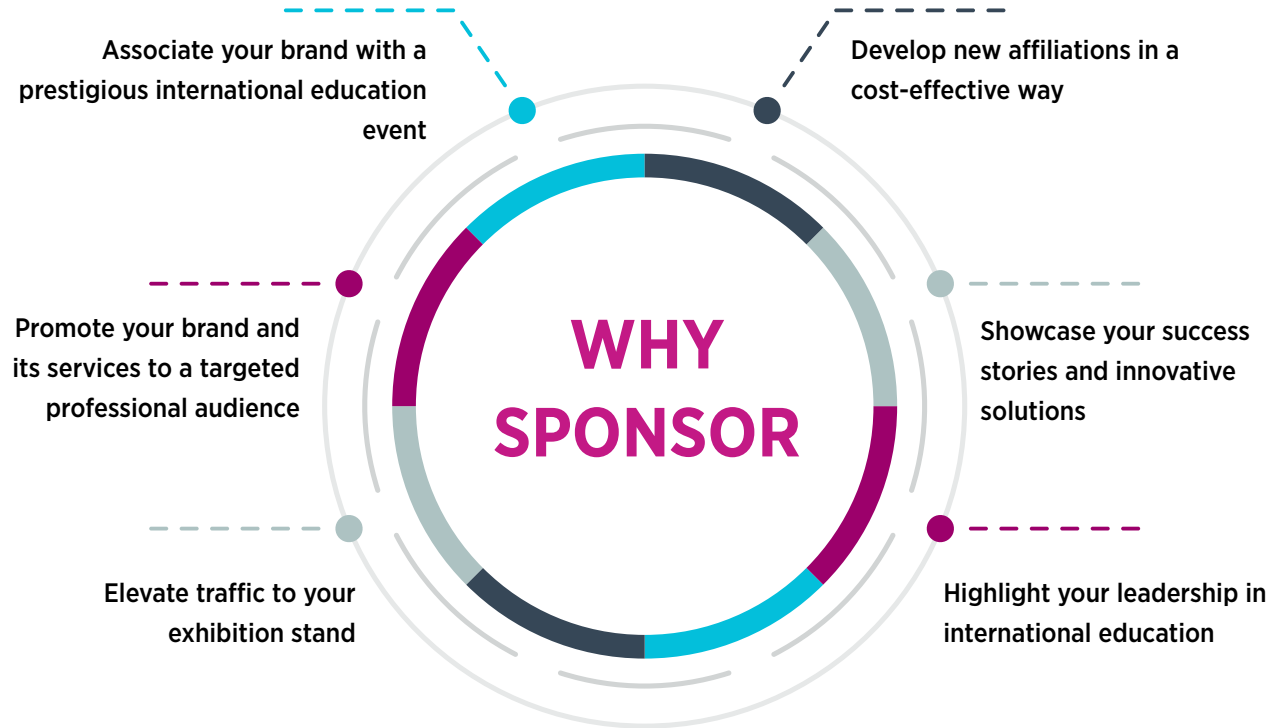 Associate your brand with a
prestigious international education
event
Develop new affiliations in a
cost-effective way
Promote your brand and
its services to a targeted
professional audience
WHY
SPONSOR
Showcase your success
stories and innovative
solutions
Elevate traffic to your
exhibition stand
Highlight your leadership in
international education